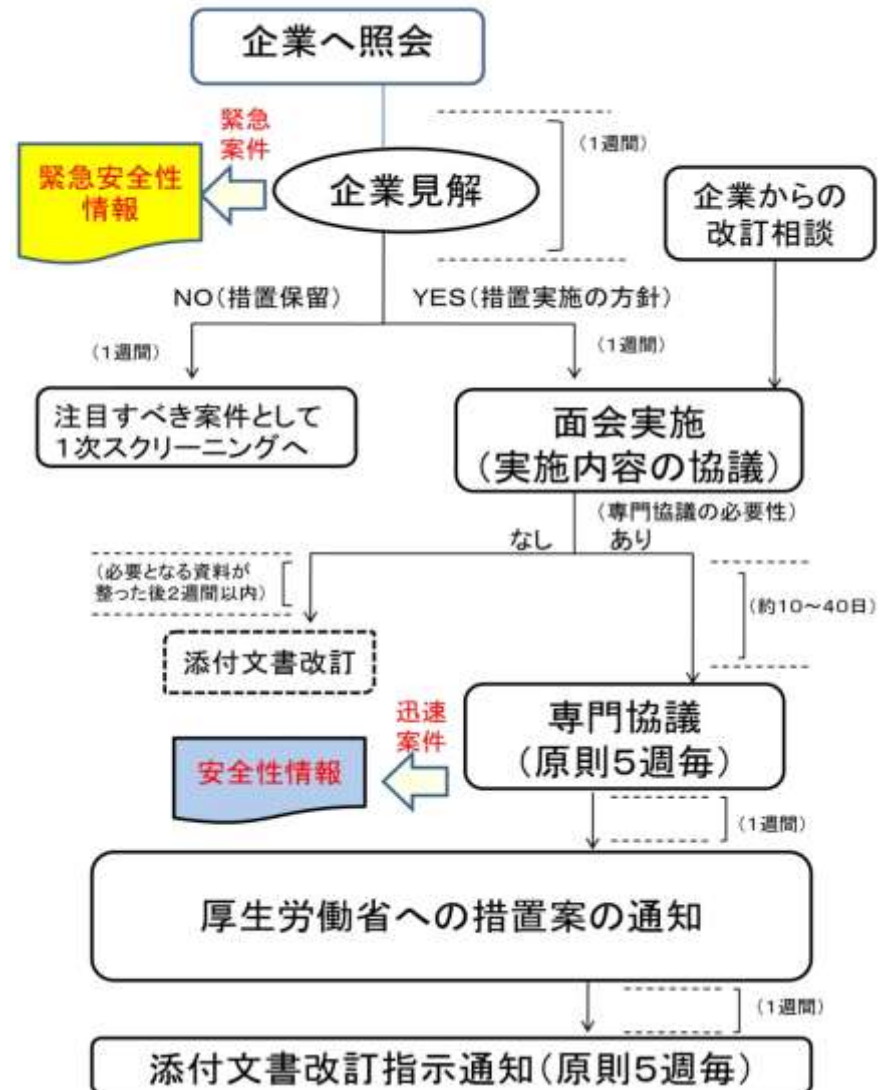 企業へ照会
緊急
案件
(1週間)
緊急安全性
情報
企業見解
企業からの
改訂相談
NO(措置保留)
YES(措置実施の方針)
(1週間)
(1週間)
注目すべき案件として
1次スクリーニングへ
面会実施
(実施内容の協議)
(専門協議の必要性)
なし
あり
(必要となる資料が
整った後2週間以内)
(約10～40日)
添付文書改訂
迅速
案件
専門協議
(原則5週毎)
安全性情報
(1週間)
厚生労働省への措置案の通知
(1週間)
添付文書改訂指示通知(原則5週毎)